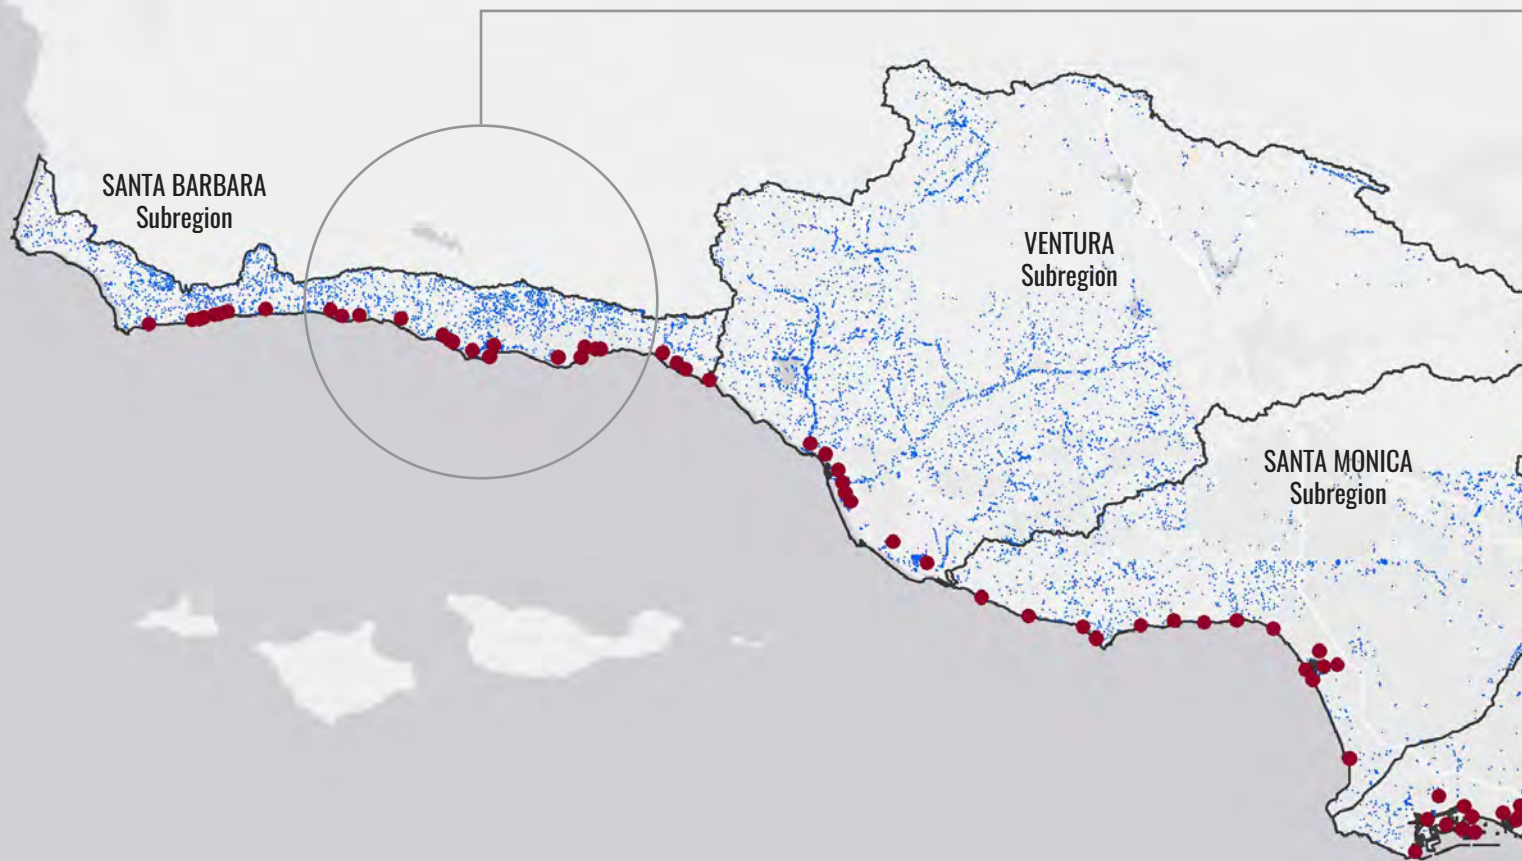 SANTA BARBARA
Subregion
VENTURA
Subregion
SANTA MONICA
Subregion